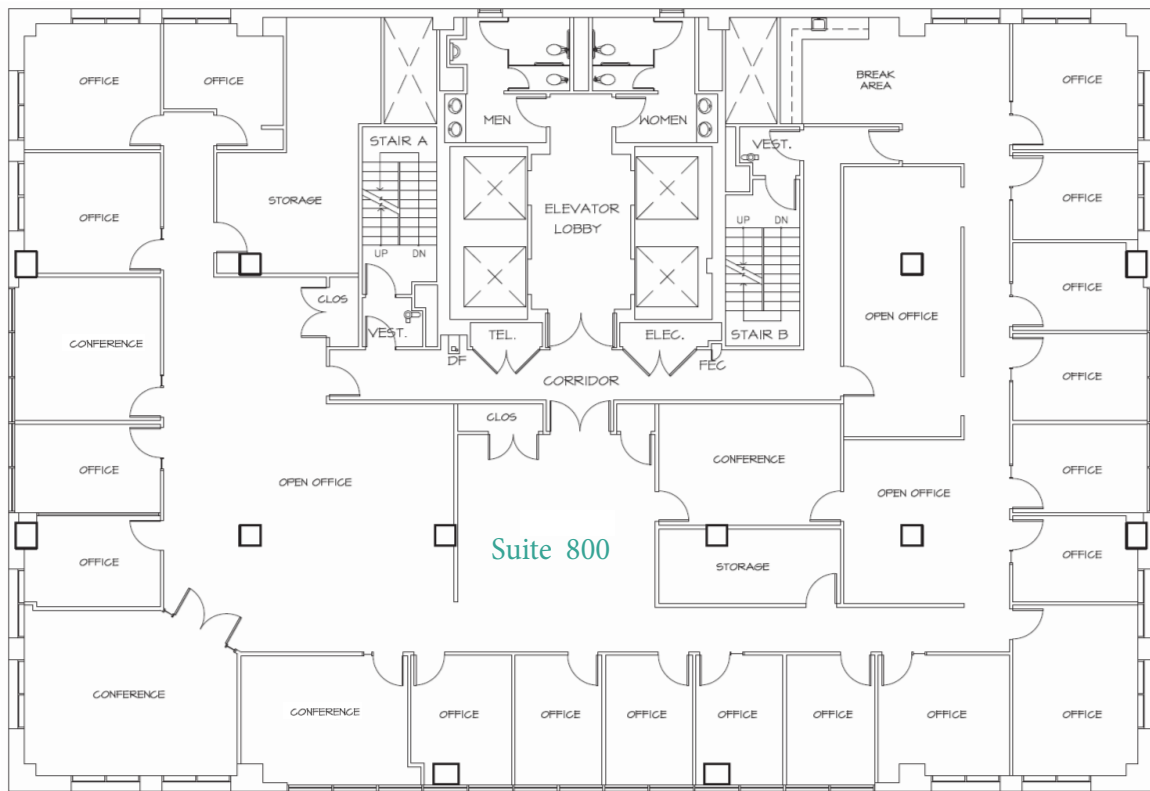 OFFICE
OFFICE
MEN
WOMEN
BREAK
AREA
OFFICE
STAIR A
VEST.
OFFICE
STORAGE
ELEVATOR
LOBBY
UP DN
OFFICE
UP DN
CLOS
OFFICE
OPEN OFFICE
CONFERENCE
VEST.
TEL.
ELEC.
STAIR B
DF
FEC
CORRIDOR
OFFICE
CLOS
OFFICE
OPEN OFFICE
CONFERENCE
OFFICE
OPEN OFFICE
Suite 800
OFFICE
STORAGE
OFFICE
CONFERENCE
CONFERENCE
OFFICE
OFFICE
OFFICE
OFFICE
OFFICE
OFFICE
OFFICE